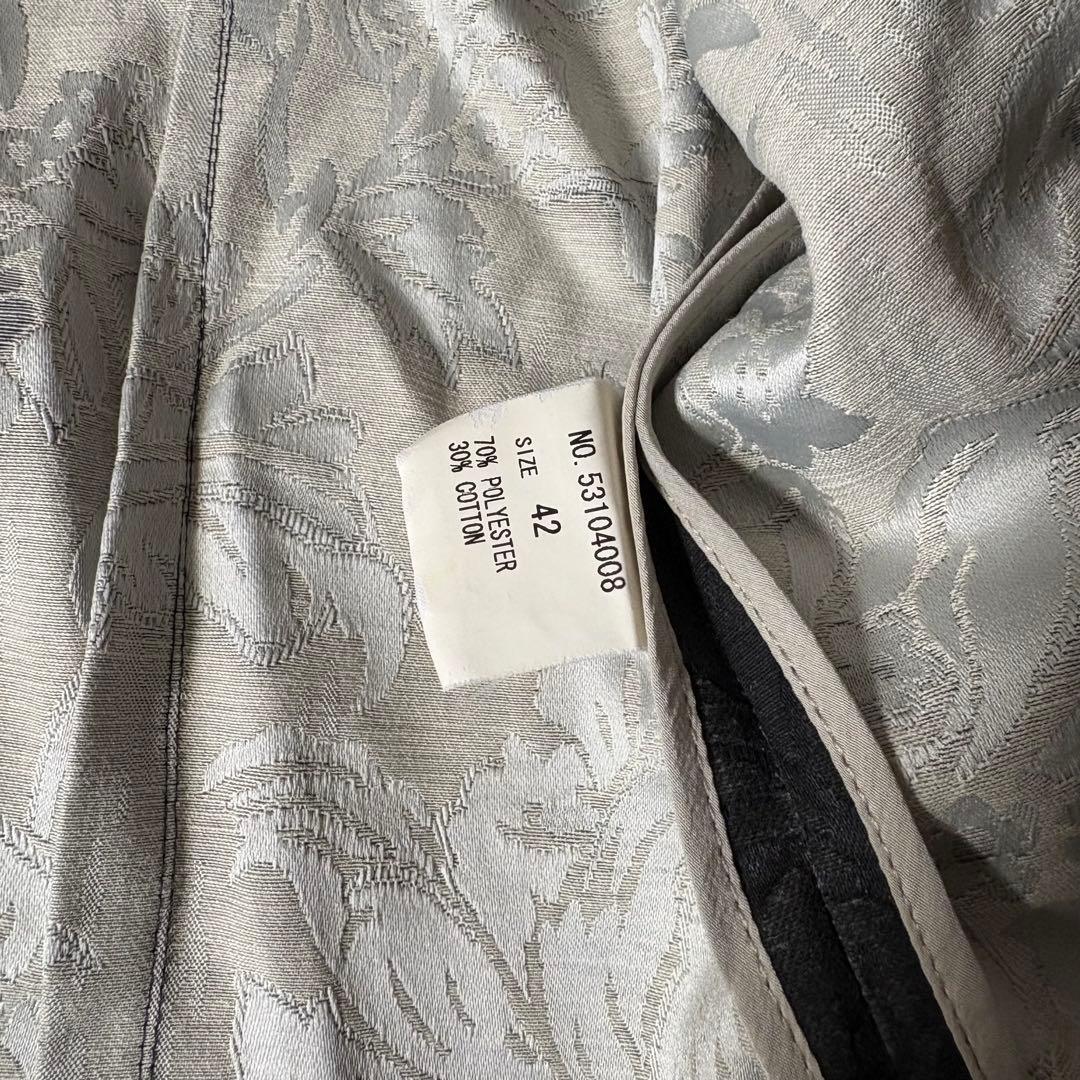 NO. 53104008
SIZE 42
70% POLYESTER
30% COTTON